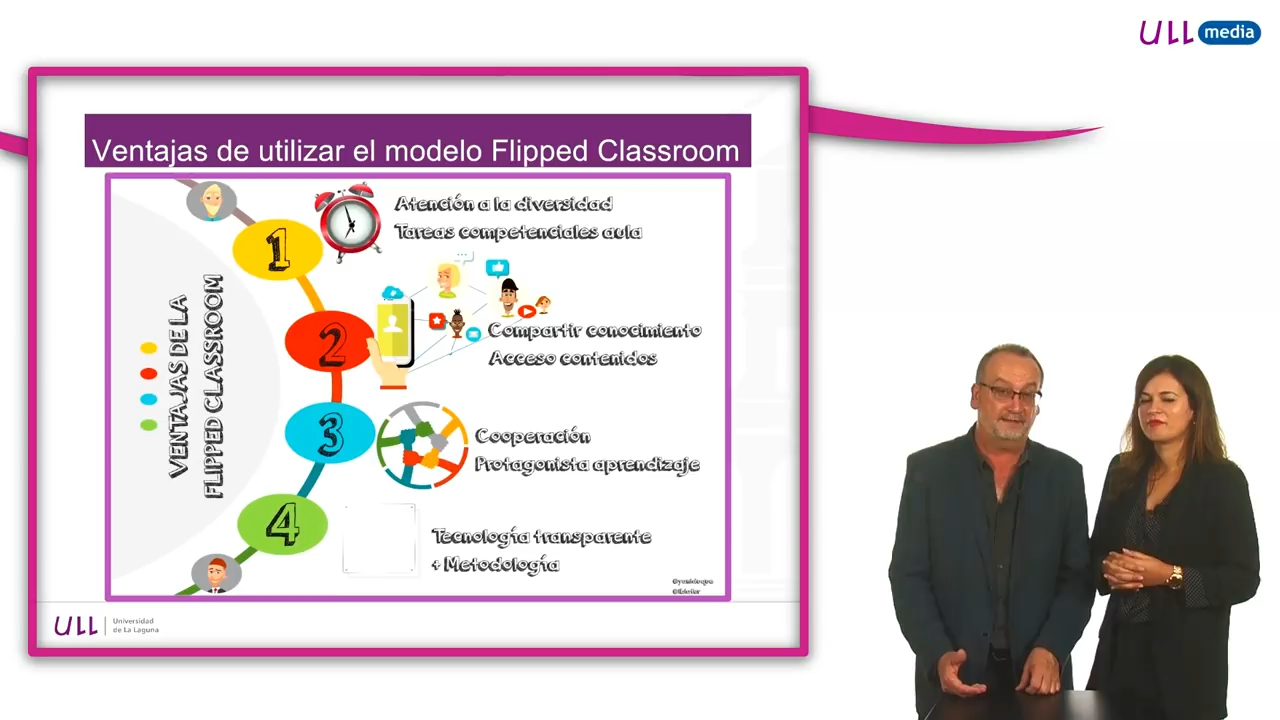 ULL media
Ventajas de utilizar el modelo Flipped Classroom
VENTAJAS DE LA
FLIPPED CLASSROOM
1
Atención a la diversidad
Tareas competenciales aula
2
Compartir conocimiento
Acceso contenidos
3
Cooperación
Protagonista aprendizaje
4
Tecnología transparente
+ Metodología
ULL
Universidad
de La Laguna